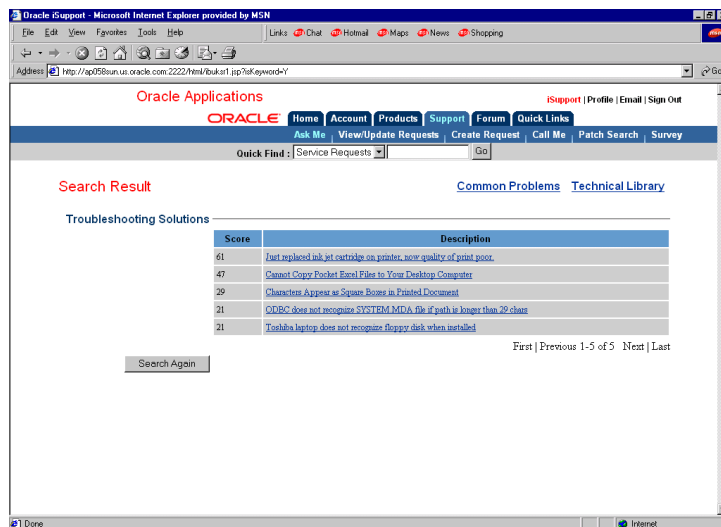 Oracle iSupport - Microsoft Internet Explorer provided by MSN
File Edit View Favorites Tools Help Links Chat Hotmail Maps News Shopping
Address http://ap058sun.us.oracle.com:2222/html/ibuksr1.jsp?isKeyword=Y Go
Oracle Applications
iSupport | Profile | Email | Sign Out
ORACLE Home Account Products Support Forum Quick Links
Ask Me | View/Update Requests | Create Request | Call Me | Patch Search | Survey
Quick Find : Service Requests Go
Search Result Common Problems Technical Library
Troubleshooting Solutions
Score Description
61 Just replaced ink jet cartridge on printer, now quality of print poor.
47 Cannot Copy Pocket Excel Files to Your Desktop Computer
29 Characters Appear as Square Boxes in Printed Document
21 ODBC does not recognize SYSTEM.MDA file if path is longer than 29 chars
21 Toshiba laptop does not recognize floppy disk when installed
First | Previous 1-5 of 5 Next | Last
Search Again
Done Internet